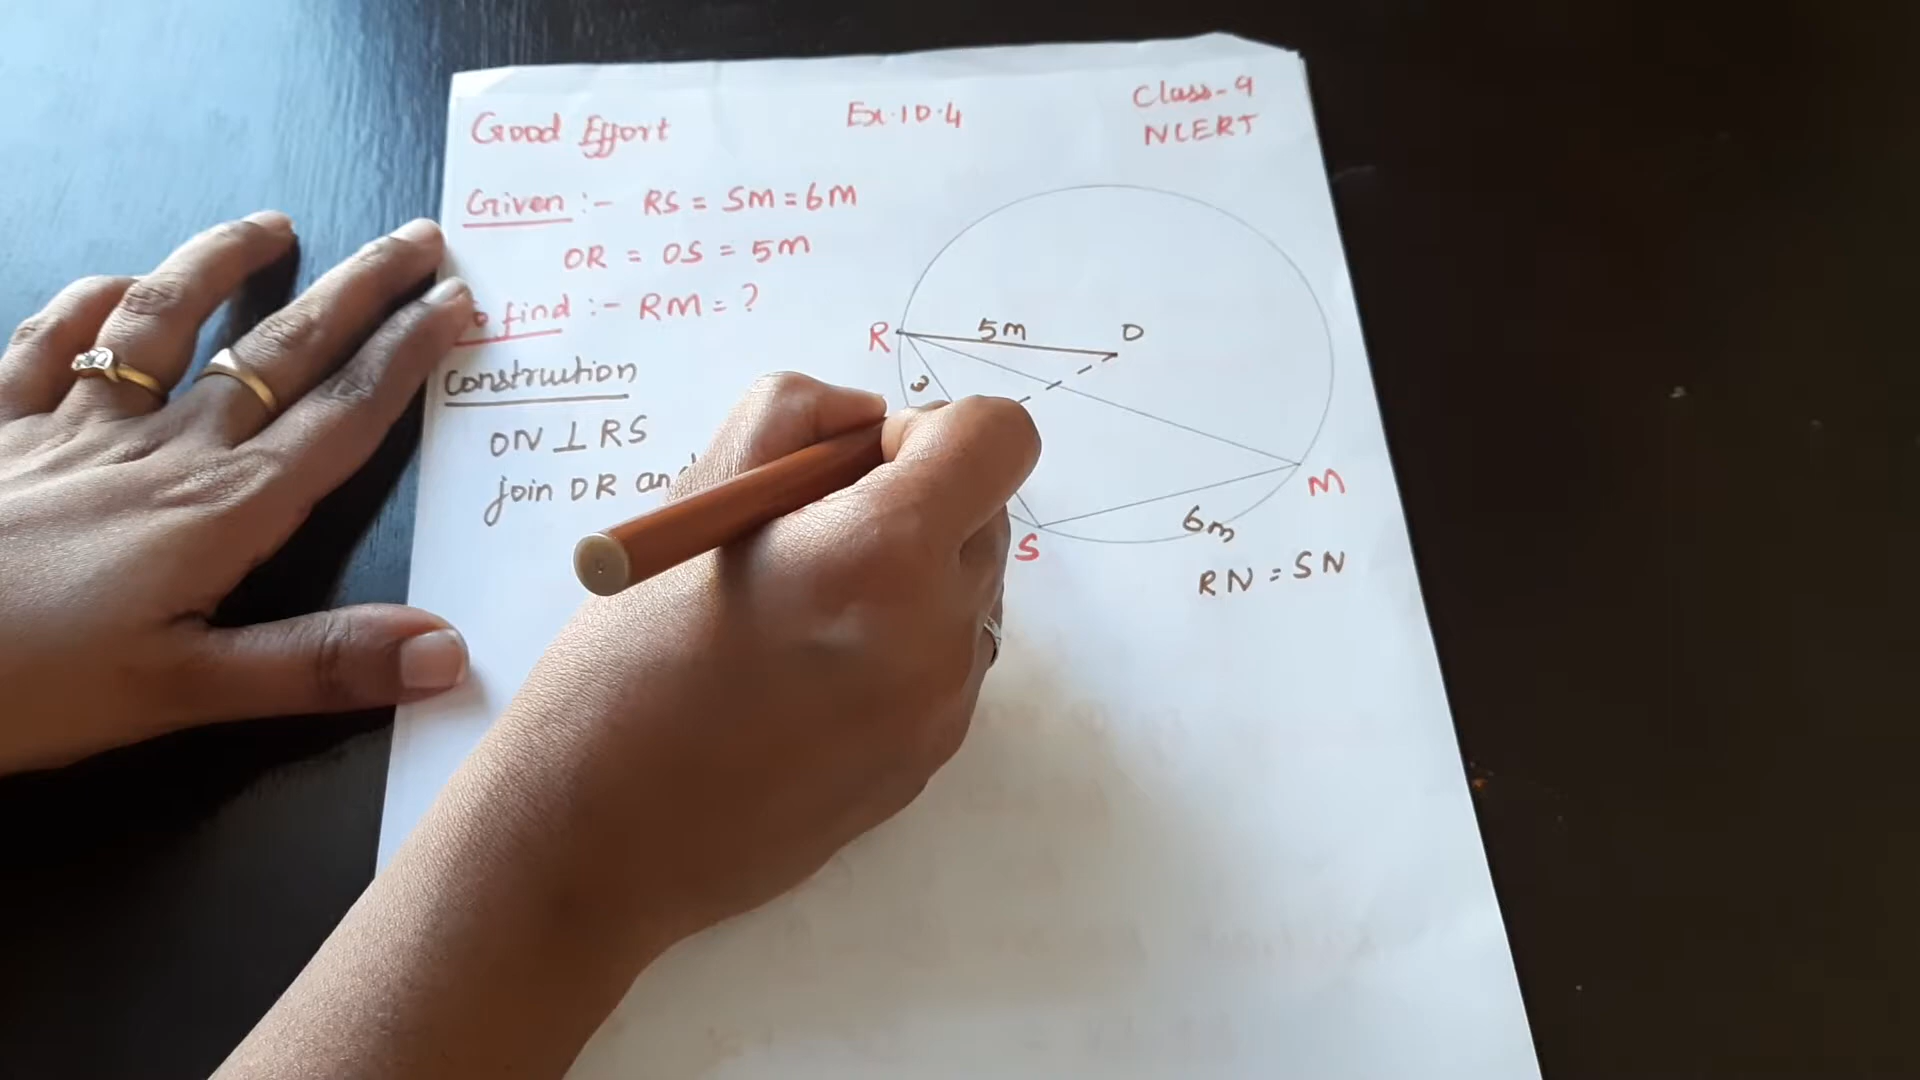 Good Effort
Ex.10.4
Class-9
NCERT
Given :- RS = SM = 6M
OR = OS = 5M
find :- RM = ?
Construction
ON ⊥ RS
join OR
R
5m
O
3
M
6m
S
RN = SN